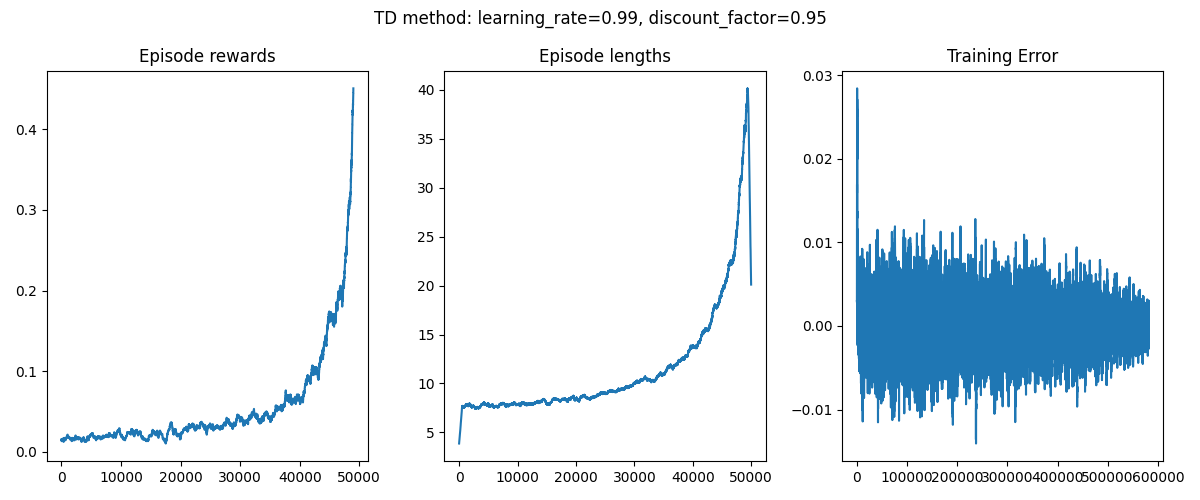 TD method: learning_rate=0.99, discount_factor=0.95
Episode rewards
Episode lengths
Training Error
0.4
0.3
0.2
0.1
0.0
0 10000 20000 30000 40000 50000
40
35
30
25
20
15
10
5
0 10000 20000 30000 40000 50000
0.03
0.02
0.01
0.00
−0.01
0 100000 200000 300000 400000 500000 600000